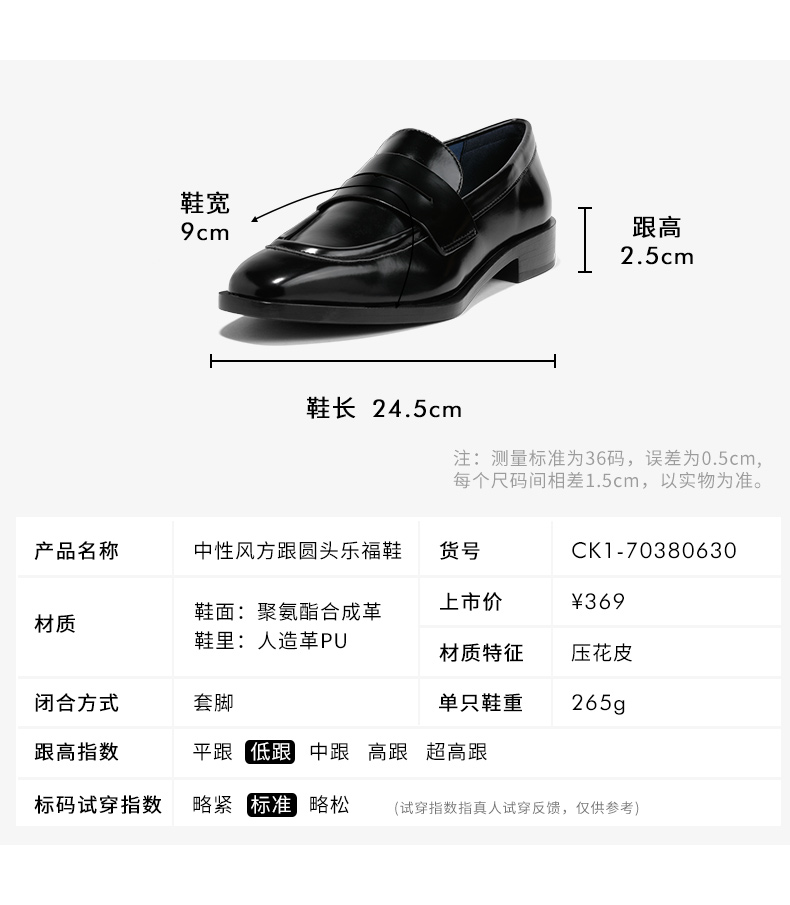 鞋宽
9cm
跟高
2.5cm
鞋长 24.5cm
注：测量标准为36码，误差为0.5cm,
每个尺码间相差1.5cm，以实物为准。
产品名称 中性风方跟圆头乐福鞋 货号 CK1-70380630
材质 鞋面：聚氨酯合成革
鞋里：人造革PU
上市价 ¥369
材质特征 压花皮
闭合方式 套脚 单只鞋重 265g
跟高指数 平跟 低跟 中跟 高跟 超高跟
标码试穿指数 略紧 标准 略松 (试穿指数指真人试穿反馈，仅供参考)